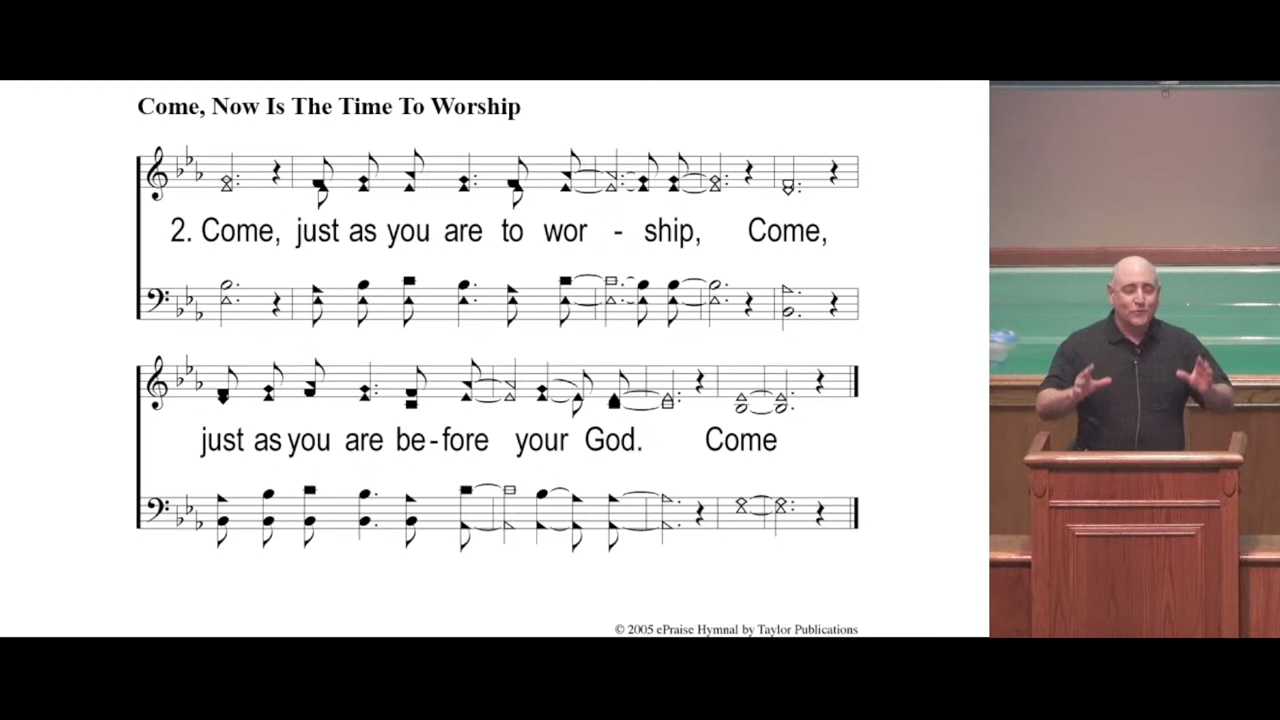 Come, Now Is The Time To Worship
2. Come, just as you are to wor - ship, Come,
just as you are be - fore your God. Come
© 2005 ePraise Hymnal by Taylor Publications